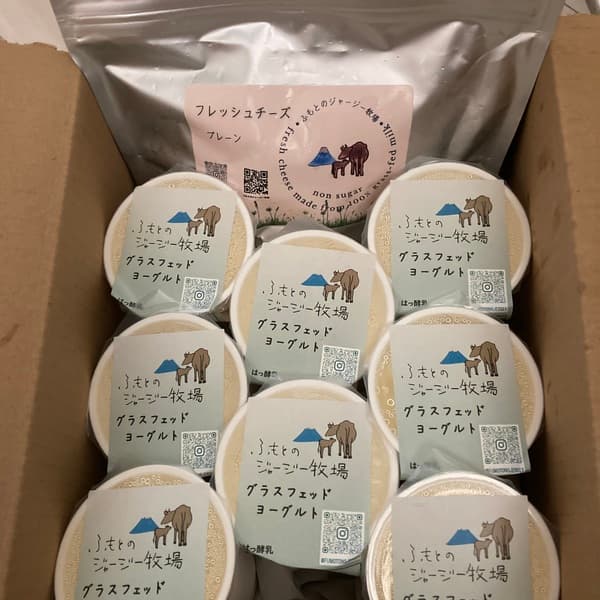 フレッシュチーズ
プレーン
ふもとのジャージー牧場
fresh cheese made from 100% grass-fed milk
non sugar
ふもとの
ジャージー牧場
グラスフェッド
ヨーグルト
はっ酵乳
ふもとの
ジャージー牧場
グラスフェッド
ヨーグルト
はっ酵乳
ふもとの
ジャージー牧場
グラスフェッド
ヨーグルト
はっ酵乳
ふもとの
ジャージー牧場
グラスフェッド
ヨーグルト
ふもとの
ジャージー牧場
グラスフェッド
ヨーグルト
ふもとの
ジャージー牧場
グラスフェッド
ヨーグルト
はっ酵乳
ふもとの
ジャージー牧場
グラスフェッド
ふもとの
ジャージー牧場
グラスフェッド